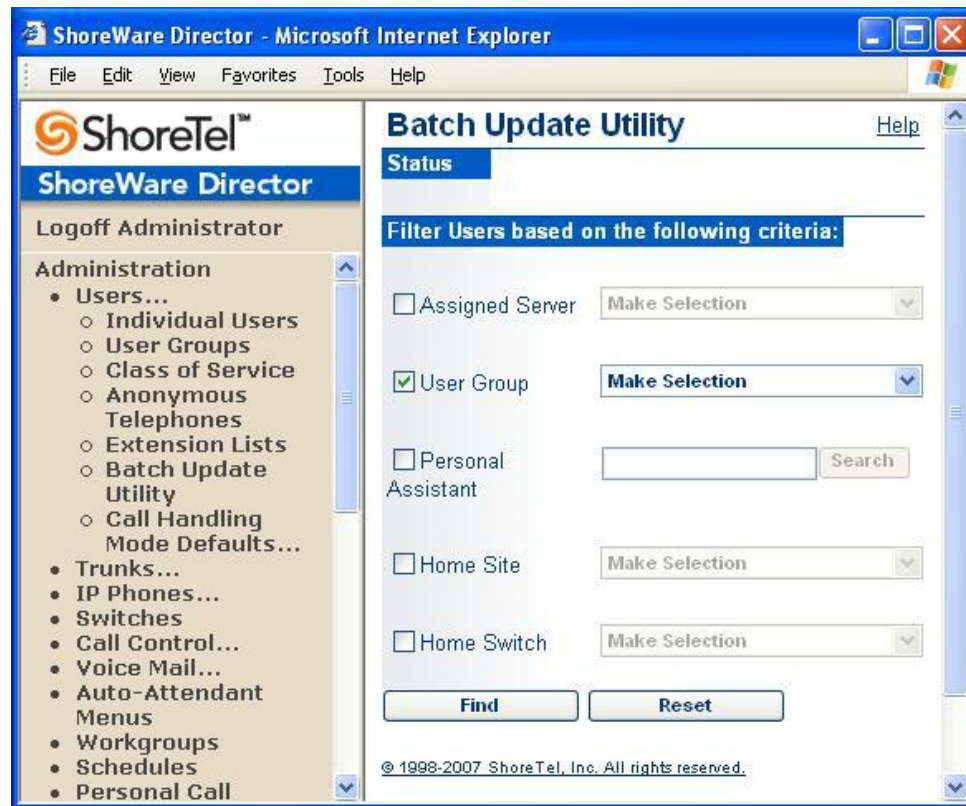 ShoreWare Director - Microsoft Internet Explorer
File Edit View Favorites Tools Help
ShoreTel™
ShoreWare Director
Logoff Administrator
Administration
• Users...
○ Individual Users
○ User Groups
○ Class of Service
○ Anonymous
Telephones
○ Extension Lists
○ Batch Update
Utility
○ Call Handling
Mode Defaults...
• Trunks...
• IP Phones...
• Switches
• Call Control...
• Voice Mail...
• Auto-Attendant
Menus
• Workgroups
• Schedules
• Personal Call
Batch Update Utility Help
Status
Filter Users based on the following criteria:
Assigned Server Make Selection
User Group Make Selection
Personal
Assistant
Search
Home Site Make Selection
Home Switch Make Selection
Find Reset
© 1998-2007 ShoreTel, Inc. All rights reserved.